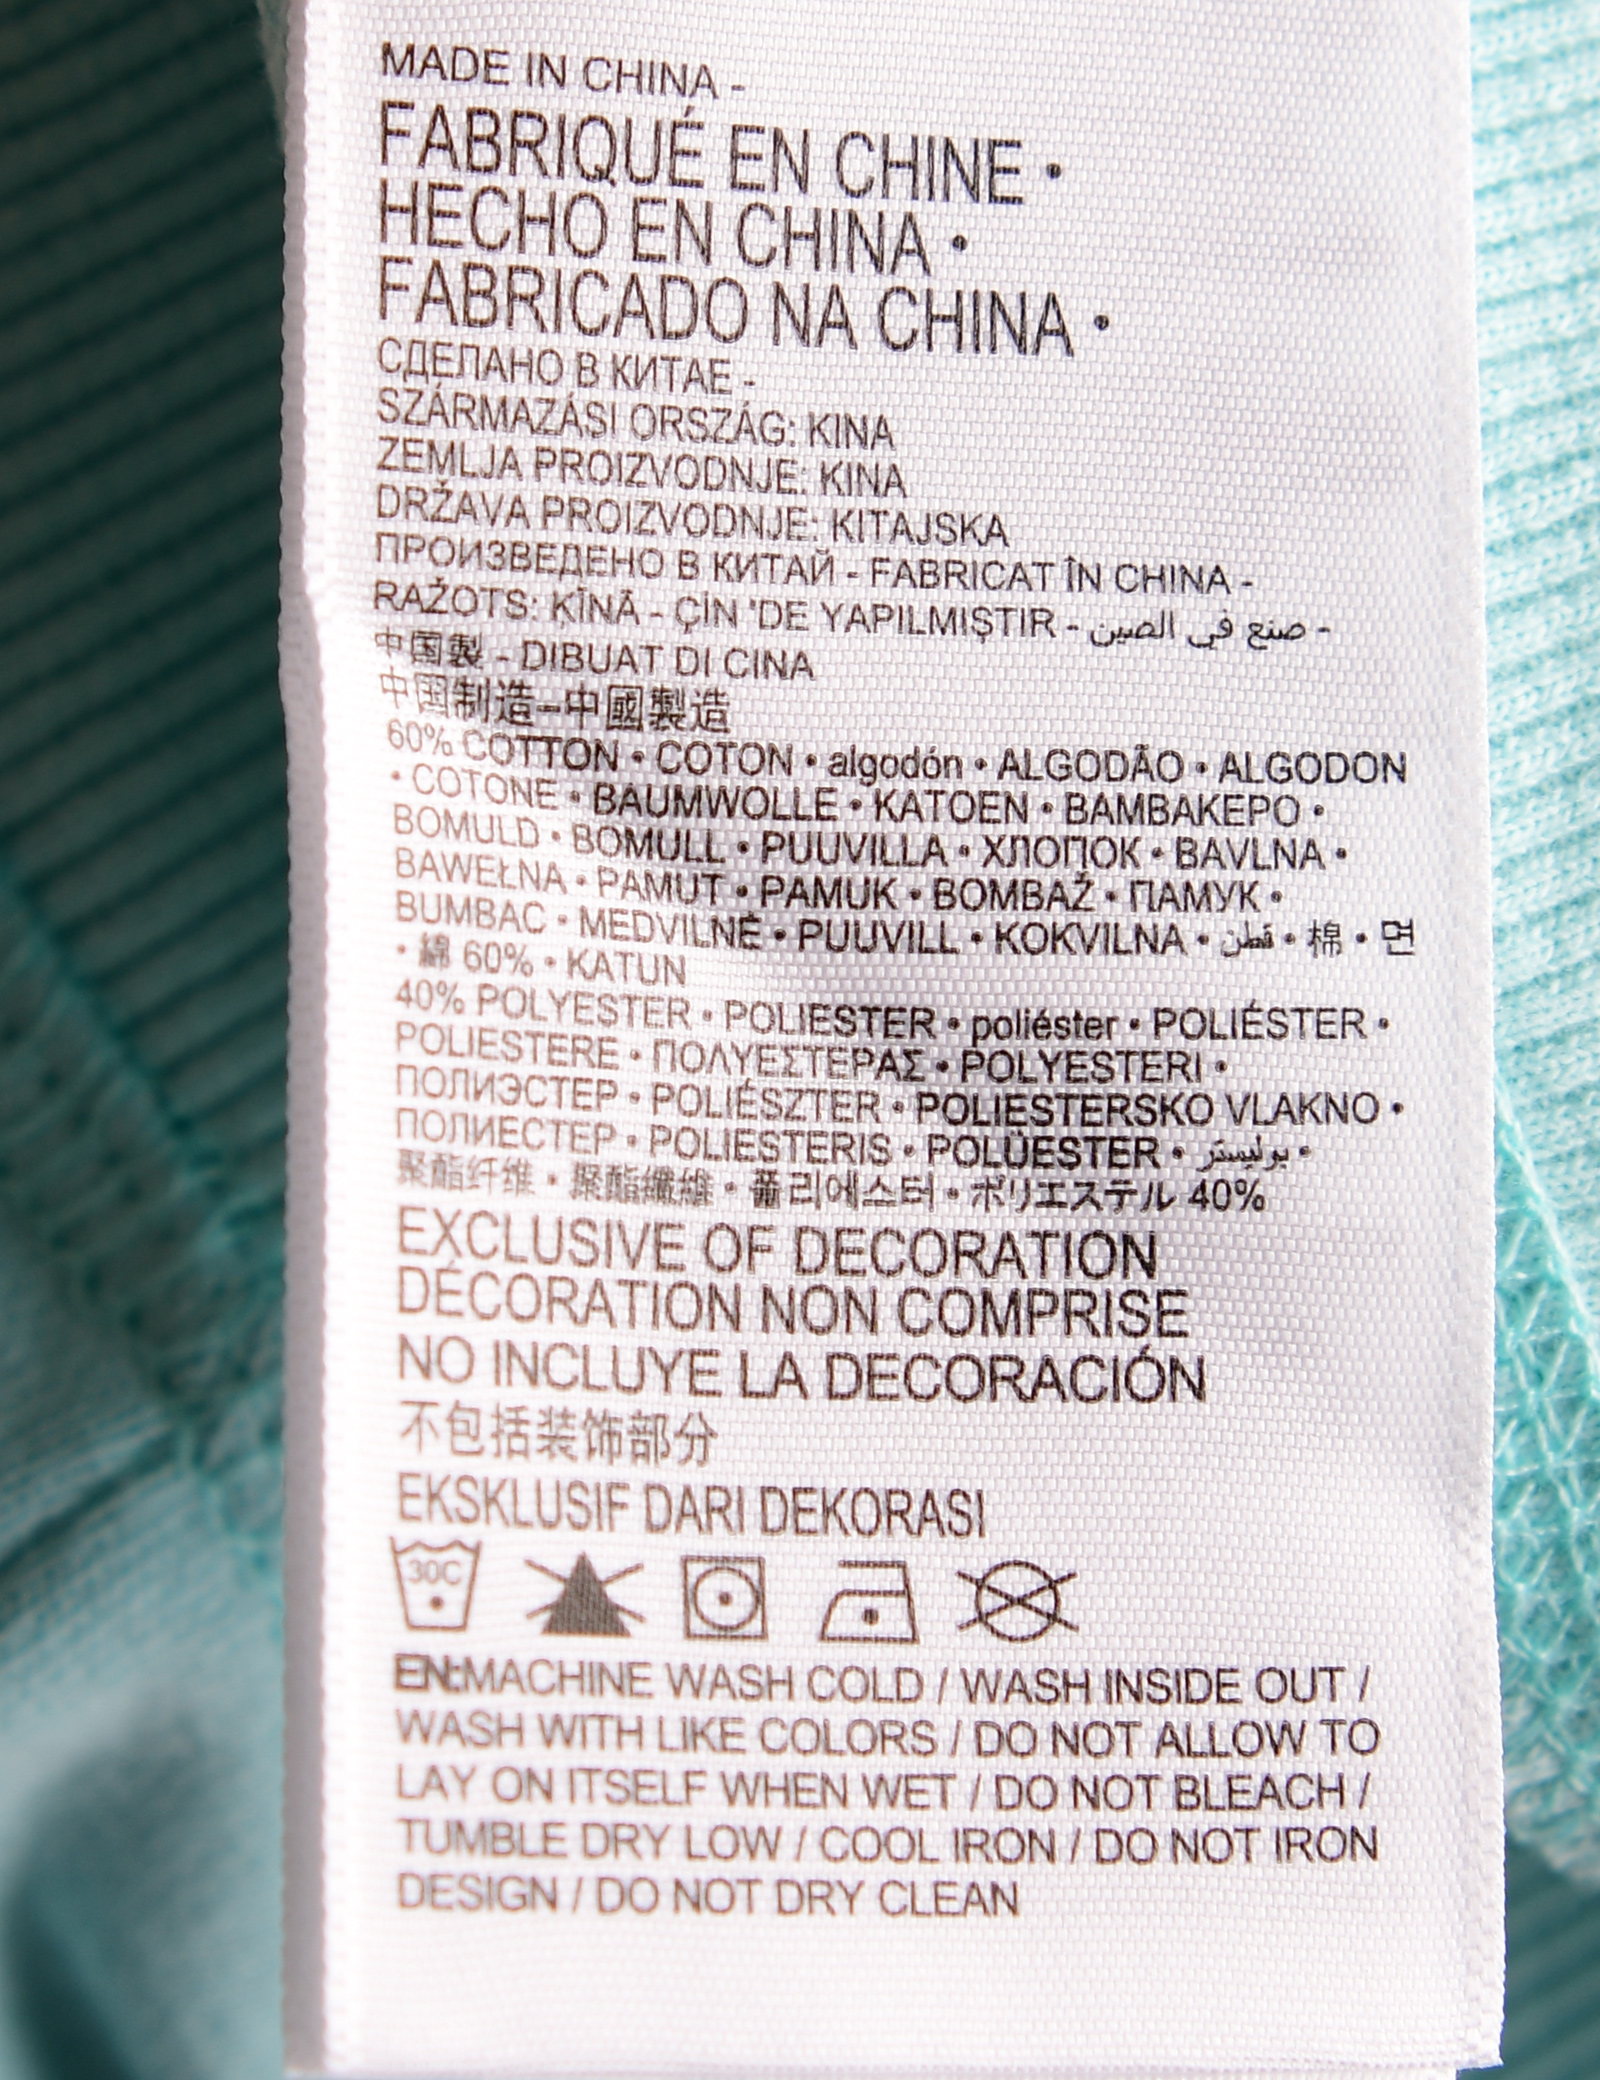 MADE IN CHINA -
FABRIQUÉ EN CHINE •
HECHO EN CHINA •
FABRICADO NA CHINA •
СДЕЛАНО В КИТАЕ -
SZÁRMAZÁSI ORSZÁG: KINA
ZEMLJA PROIZVODNJE: KINA
DRŽAVA PROIZVODNJE: KITAJSKA
ПРОИЗВЕДЕНО В КИТАЙ - FABRICAT ÎN CHINA -
RAŽOTS: ĶĪNĀ - ÇİN 'DE YAPILMIŞTIR - صنع في الصين -
中国製 - DIBUAT DI CINA
中国制造–中國製造
60% COTTON • COTON • algodón • ALGODÃO • ALGODON
• COTONE • BAUMWOLLE • KATOEN • ΒΑΜΒΑΚΕΡΟ •
BOMULD • BOMULL • PUUVILLA • ХЛОПОК • BAVLNA •
BAWEŁNA • PAMUT • PAMUK • BOMBAŽ • ПАМУК •
BUMBAC • MEDVILNĖ • PUUVILL • KOKVILNA • قطن • 棉 • 면
• 綿 60% • KATUN
40% POLYESTER • POLIESTER • poliéster • POLIÉSTER •
POLIESTERE • ΠΟΛΥΕΣΤΕΡΑΣ • POLYESTERI •
ПОЛИЭСТЕР • POLIÉSZTER • POLIESTERSKO VLAKNO •
ПОЛИЕСТЕР • POLIESTERIS • POLÜESTER • بوليستر •
聚酯纤维 • 聚酯纖維 • 폴리에스터 • ポリエステル 40%
EXCLUSIVE OF DECORATION
DÉCORATION NON COMPRISE
NO INCLUYE LA DECORACIÓN
不包括装饰部分
EKSKLUSIF DARI DEKORASI
30C
EN:MACHINE WASH COLD / WASH INSIDE OUT /
WASH WITH LIKE COLORS / DO NOT ALLOW TO
LAY ON ITSELF WHEN WET / DO NOT BLEACH /
TUMBLE DRY LOW / COOL IRON / DO NOT IRON
DESIGN / DO NOT DRY CLEAN